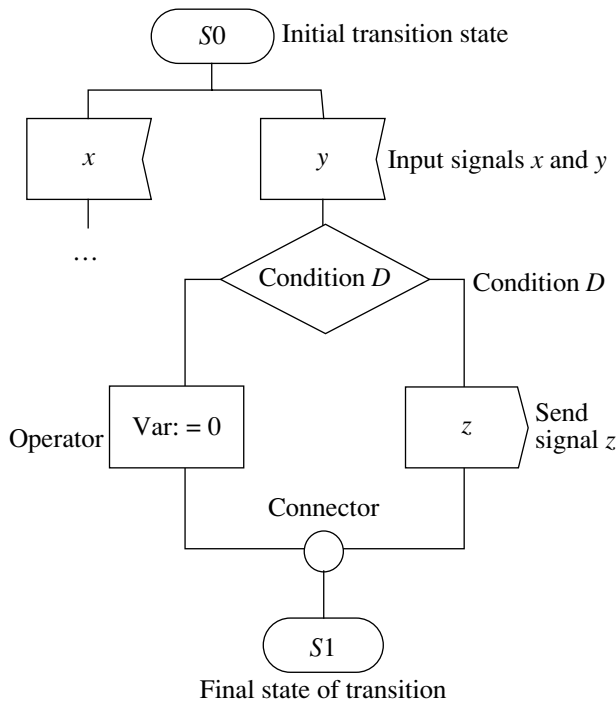 S0
Initial transition state
x
y
Input signals x and y
...
Condition D
Condition D
Operator
Var: = 0
z
Send
signal z
Connector
S1
Final state of transition